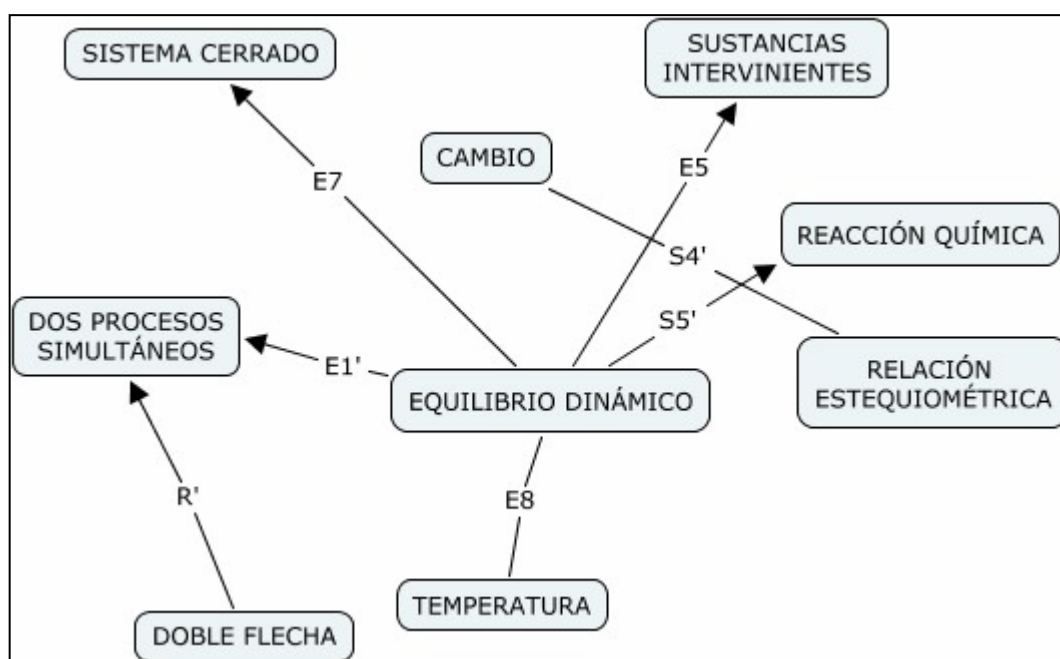 SISTEMA CERRADO
SUSTANCIAS
INTERVINIENTES
CAMBIO
E5
E7
REACCIÓN QUÍMICA
S4'
S5'
DOS PROCESOS
SIMULTÁNEOS
E1'
EQUILIBRIO DINÁMICO
RELACIÓN
ESTEQUIOMÉTRICA
R'
E8
TEMPERATURA
DOBLE FLECHA